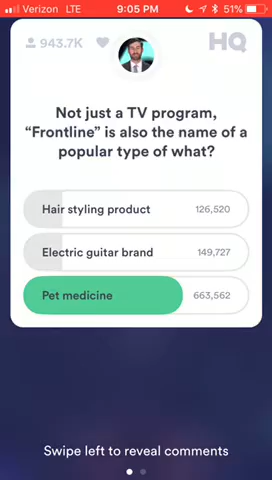 Verizon LTE 9:05 PM 51%
943.7K HQ
Not just a TV program,
“Frontline” is also the name of a
popular type of what?
Hair styling product 126,520
Electric guitar brand 149,727
Pet medicine 663,562
Swipe left to reveal comments